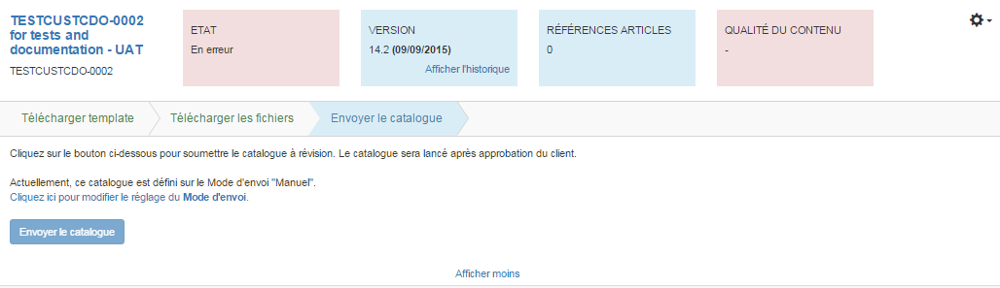 TESTCUSTCDO-0002
for tests and
documentation - UAT
TESTCUSTCDO-0002
ETAT
En erreur
VERSION
14.2 (09/09/2015)
Afficher l'historique
RÉFÉRENCES ARTICLES
0
QUALITÉ DU CONTENU
-
Télécharger template
Télécharger les fichiers
Envoyer le catalogue
Cliquez sur le bouton ci-dessous pour soumettre le catalogue à révision. Le catalogue sera lancé après approbation du client.
Actuellement, ce catalogue est défini sur le Mode d'envoi "Manuel".
Cliquez ici pour modifier le réglage du Mode d'envoi.
Envoyer le catalogue
Afficher moins